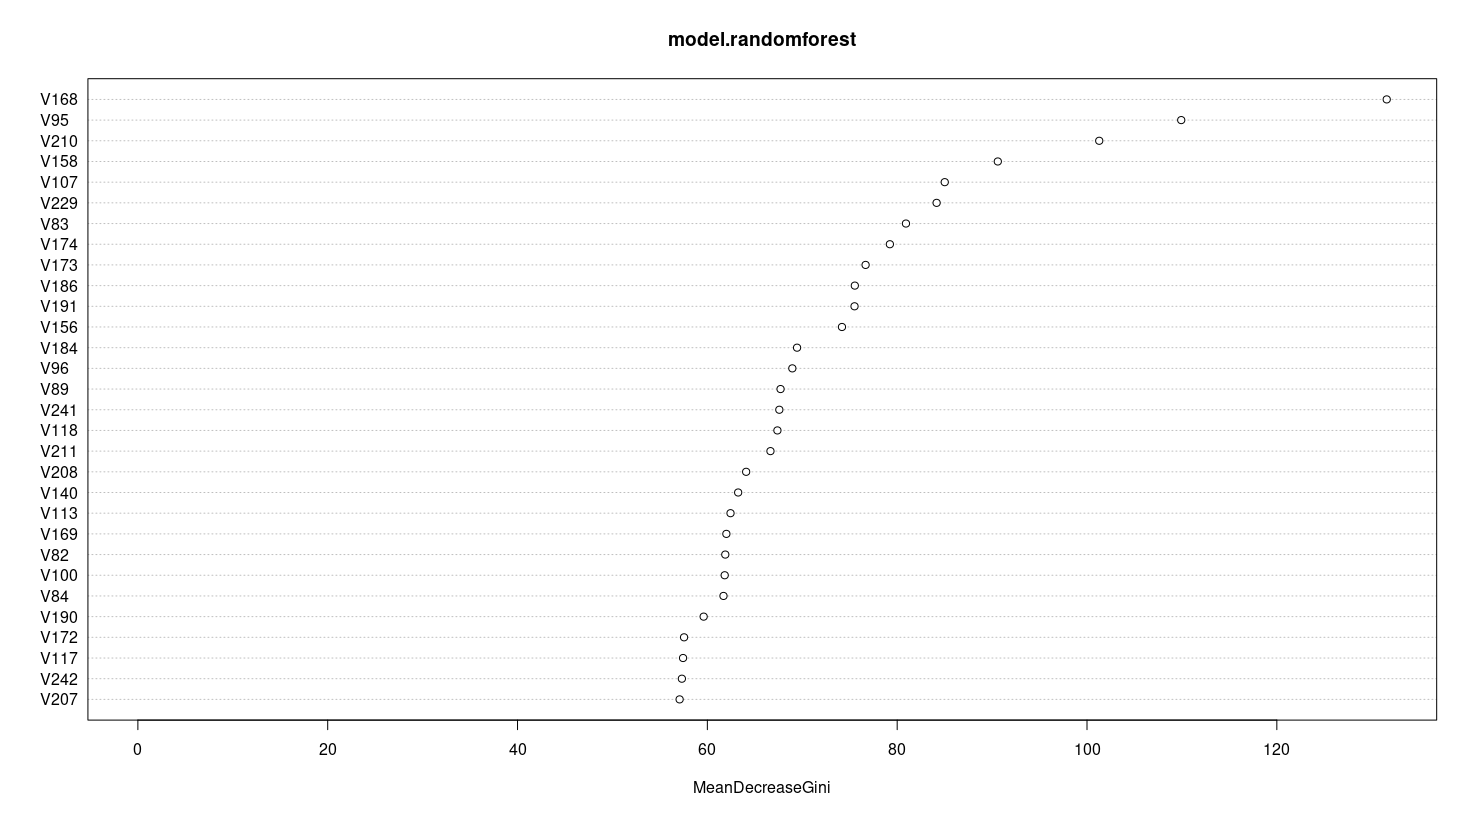 model.randomforest
V168
V95
V210
V158
V107
V229
V83
V174
V173
V186
V191
V156
V184
V96
V89
V241
V118
V211
V208
V140
V113
V169
V82
V100
V84
V190
V172
V117
V242
V207
0 20 40 60 80 100 120
MeanDecreaseGini